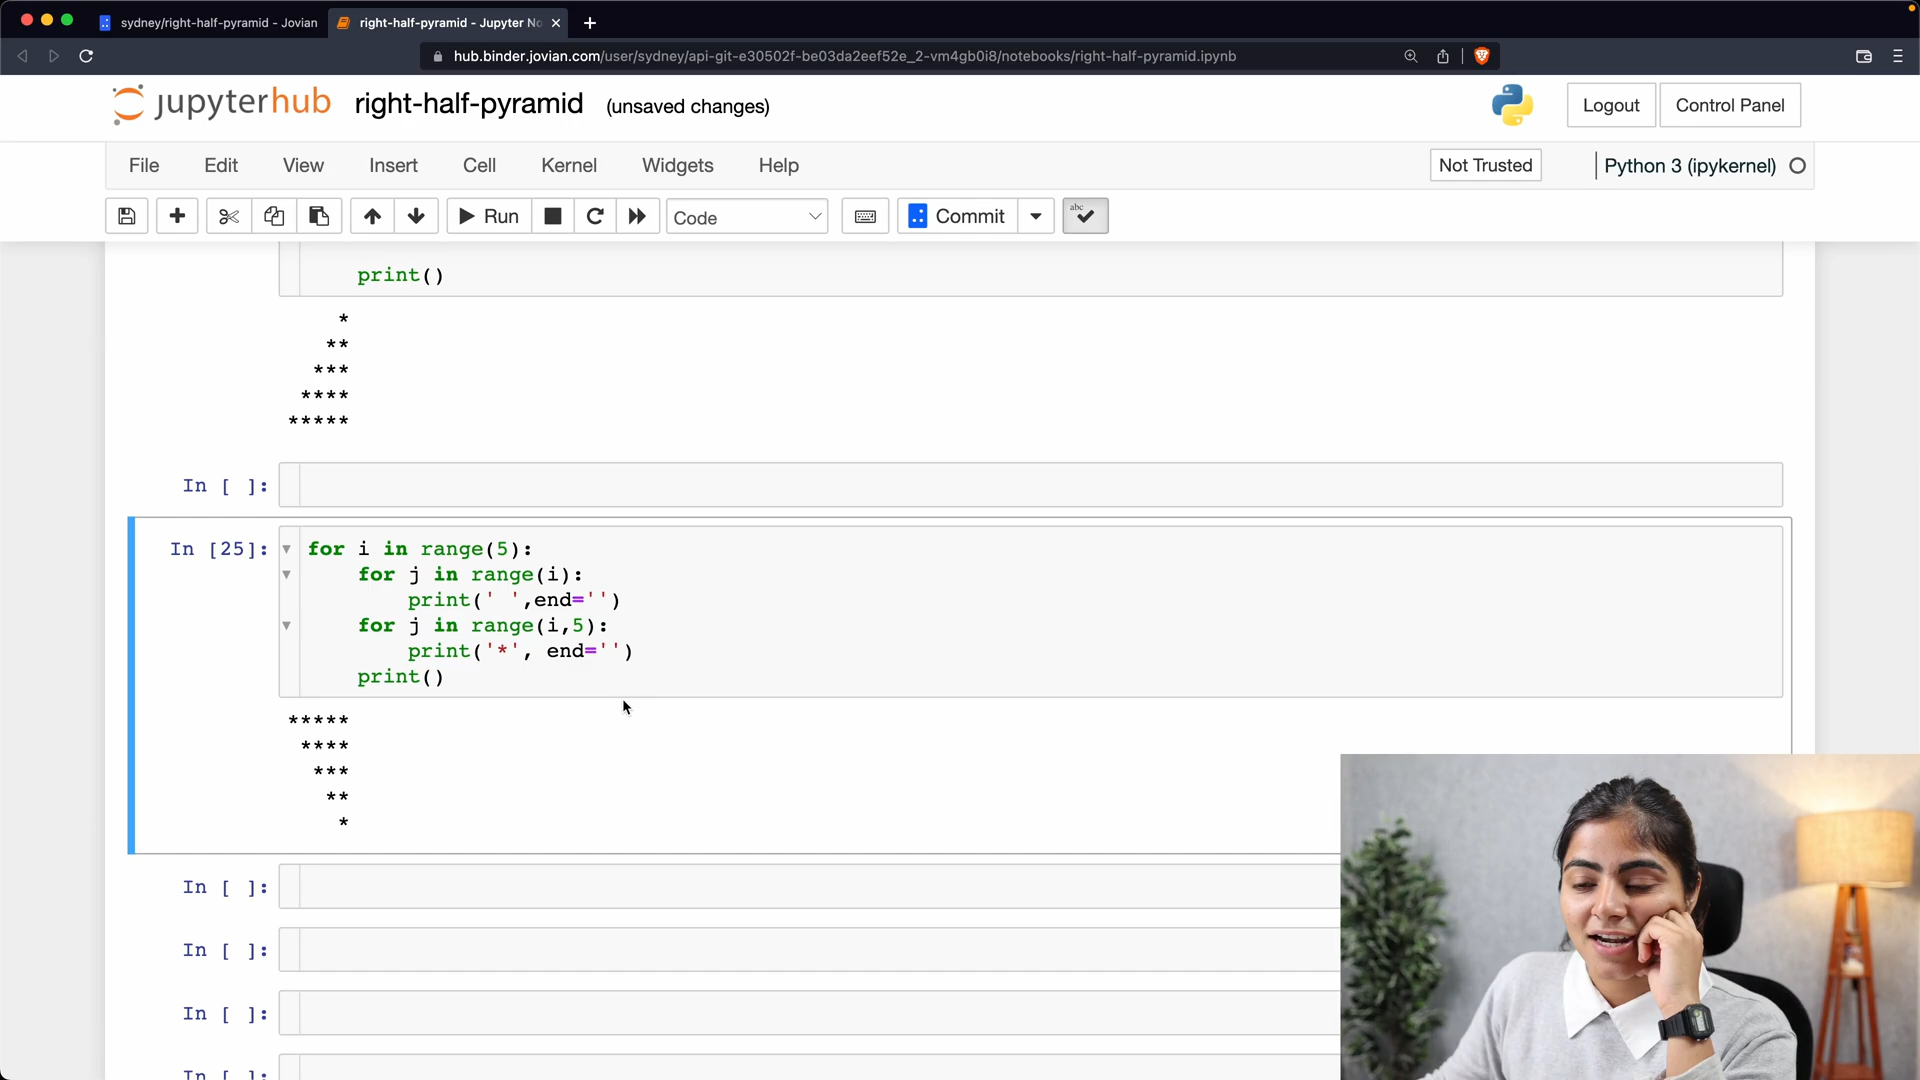 sydney/right-half-pyramid - Jovian
right-half-pyramid - Jupyter No
hub.binder.jovian.com/user/sydney/api-git-e30502f-be03da2eef52e_2-vm4gb0i8/notebooks/right-half-pyramid.ipynb
jupyterhub right-half-pyramid (unsaved changes) Logout Control Panel
File Edit View Insert Cell Kernel Widgets Help Not Trusted Python 3 (ipykernel)
Run Code Commit abc
print()
*
**
***
****
*****
In [ ]:
In [25]: for i in range(5):
for j in range(i):
print(' ',end='')
for j in range(i,5):
print('*', end='')
print()
*****
****
***
**
*
In [ ]:
In [ ]:
In [ ]:
In [ ]: